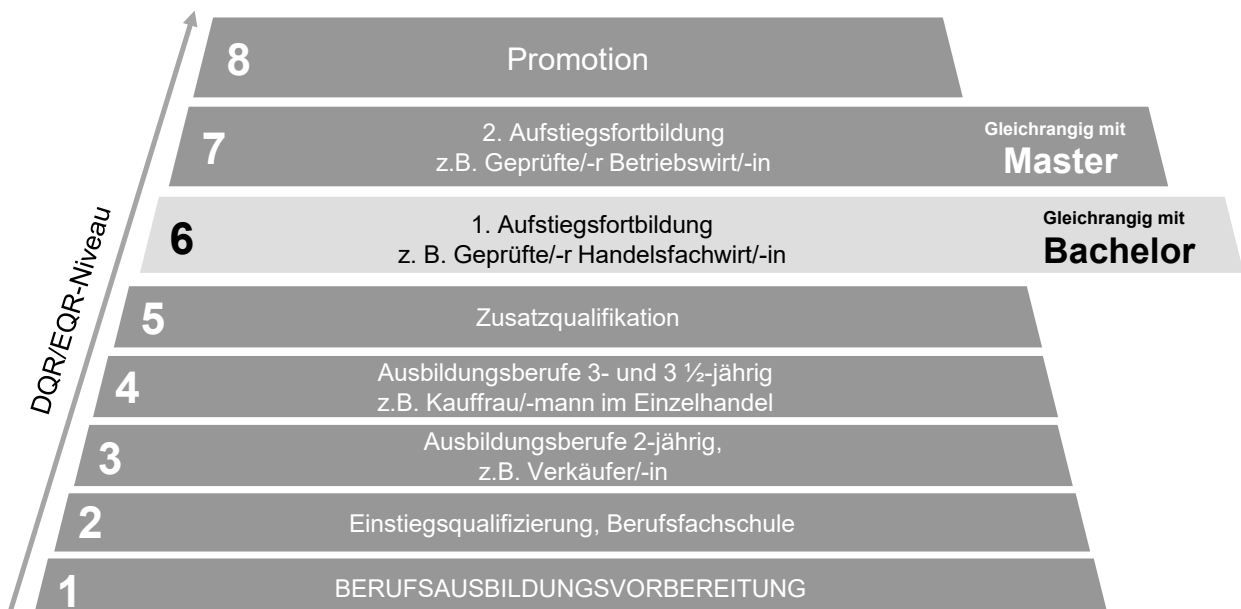 8
Promotion
7
2. Aufstiegsfortbildung
z.B. Geprüfte/-r Betriebswirt/-in
Gleichrangig mit
Master
6
1. Aufstiegsfortbildung
z. B. Geprüfte/-r Handelsfachwirt/-in
Gleichrangig mit
Bachelor
5
Zusatzqualifikation
4
Ausbildungsberufe 3- und 3 ½-jährig
z.B. Kauffrau/-mann im Einzelhandel
3
Ausbildungsberufe 2-jährig,
z.B. Verkäufer/-in
2
Einstiegsqualifizierung, Berufsfachschule
1
BERUFSAUSBILDUNGSVORBEREITUNG
DQR/EQR-Niveau